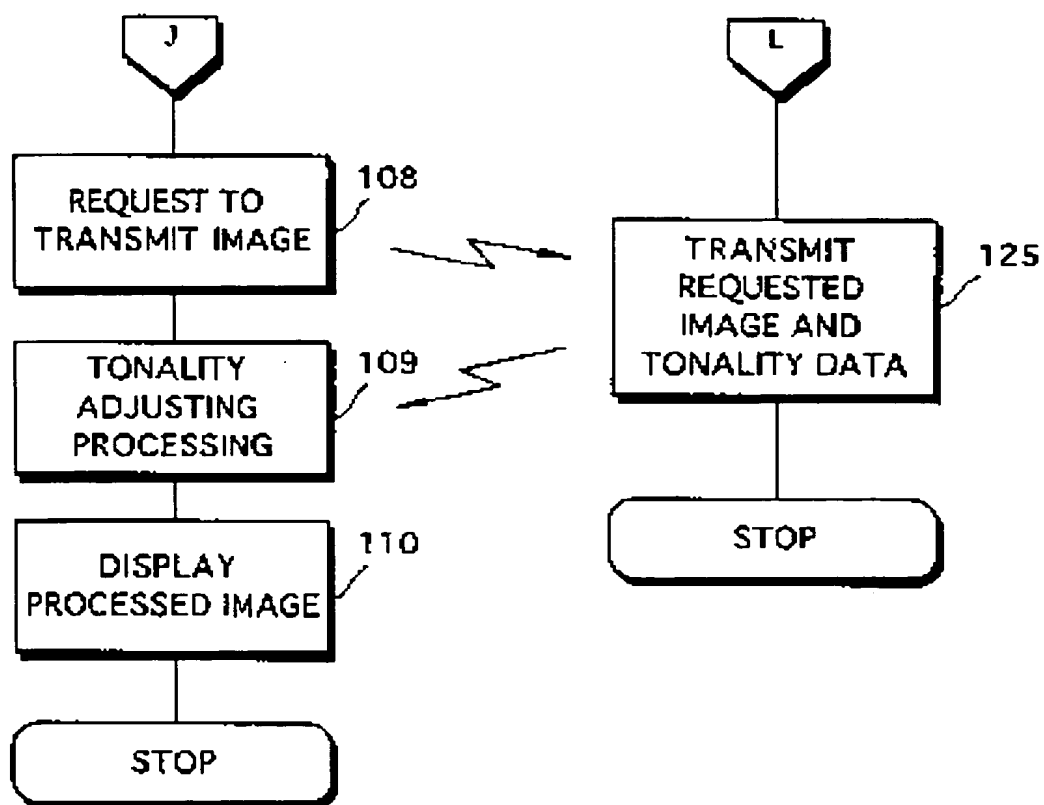 J
REQUEST TO
TRANSMIT IMAGE
108
TONALITY
ADJUSTING
PROCESSING
109
DISPLAY
PROCESSED IMAGE
110
STOP
L
TRANSMIT
REQUESTED
IMAGE AND
TONALITY DATA
125
STOP